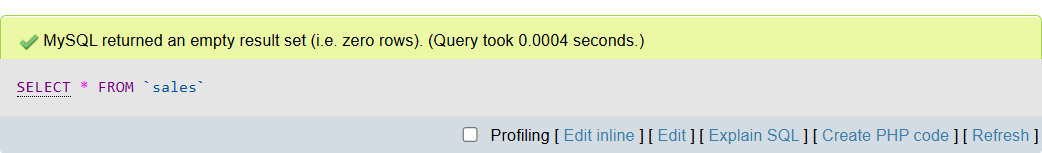 MySQL returned an empty result set (i.e. zero rows). (Query took 0.0004 seconds.)
SELECT * FROM `sales`
Profiling [ Edit inline ] [ Edit ] [ Explain SQL ] [ Create PHP code ] [ Refresh ]